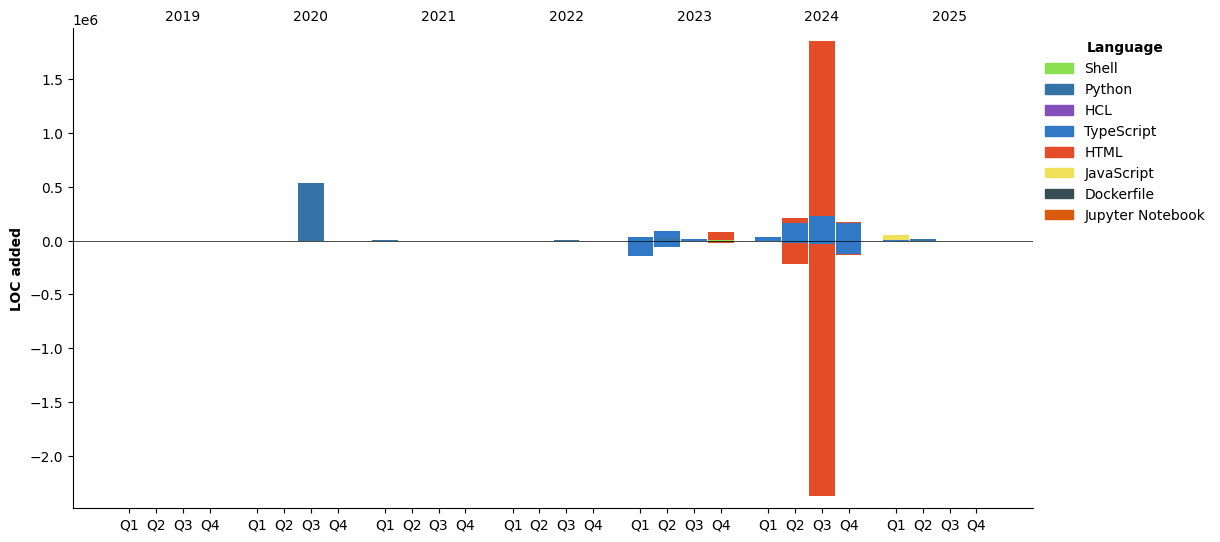 1e6
2019 2020 2021 2022 2023 2024 2025
Language
Shell
Python
HCL
TypeScript
HTML
JavaScript
Dockerfile
Jupyter Notebook
LOC added
1.5
1.0
0.5
0.0
−0.5
−1.0
−1.5
−2.0
Q1 Q2 Q3 Q4 Q1 Q2 Q3 Q4 Q1 Q2 Q3 Q4 Q1 Q2 Q3 Q4 Q1 Q2 Q3 Q4 Q1 Q2 Q3 Q4 Q1 Q2 Q3 Q4